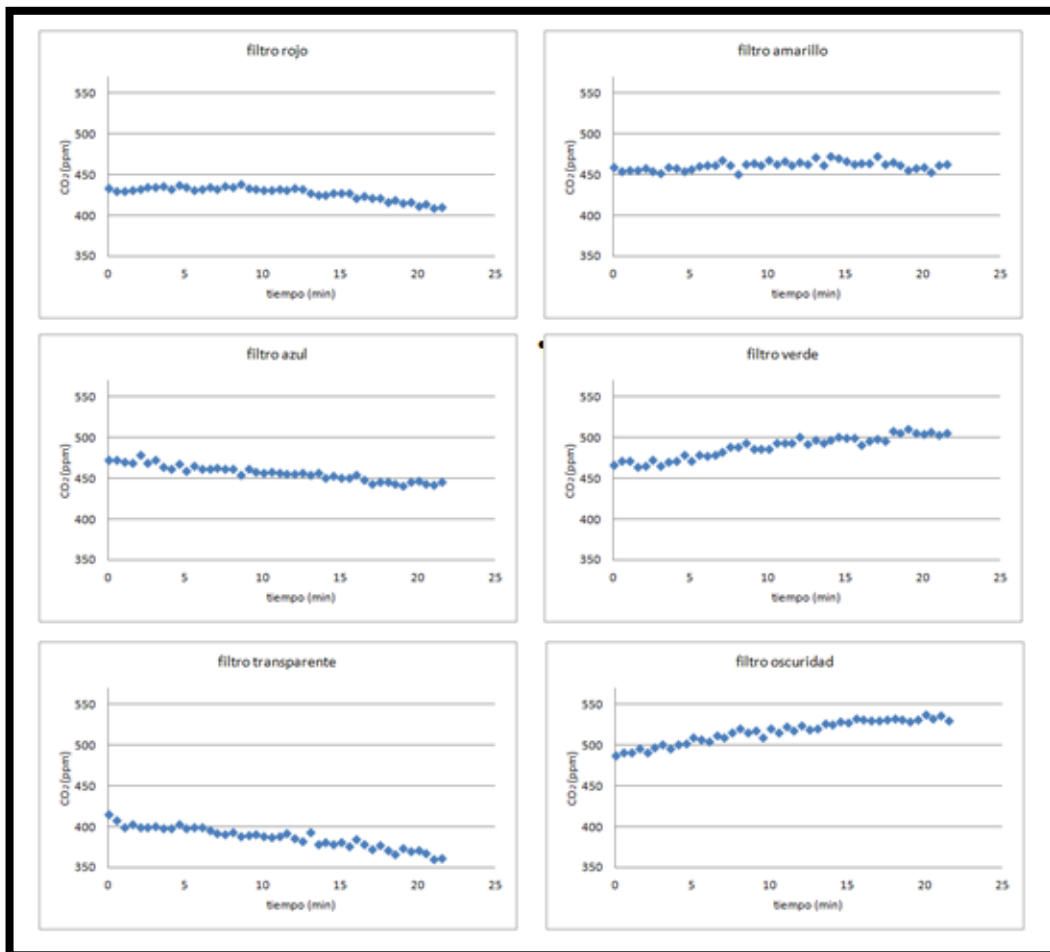 filtro rojo
550
500
450
400
350
CO₂(ppm)
0 5 10 15 20 25
tiempo (min)
filtro amarillo
550
500
450
400
350
CO₂(ppm)
0 5 10 15 20 25
tiempo (min)
filtro azul
550
500
450
400
350
CO₂(ppm)
0 5 10 15 20 25
tiempo (min)
filtro verde
550
500
450
400
350
CO₂(ppm)
0 5 10 15 20 25
tiempo (min)
filtro transparente
550
500
450
400
350
CO₂(ppm)
0 5 10 15 20 25
tiempo (min)
filtro oscuridad
550
500
450
400
350
CO₂(ppm)
0 5 10 15 20 25
tiempo (min)